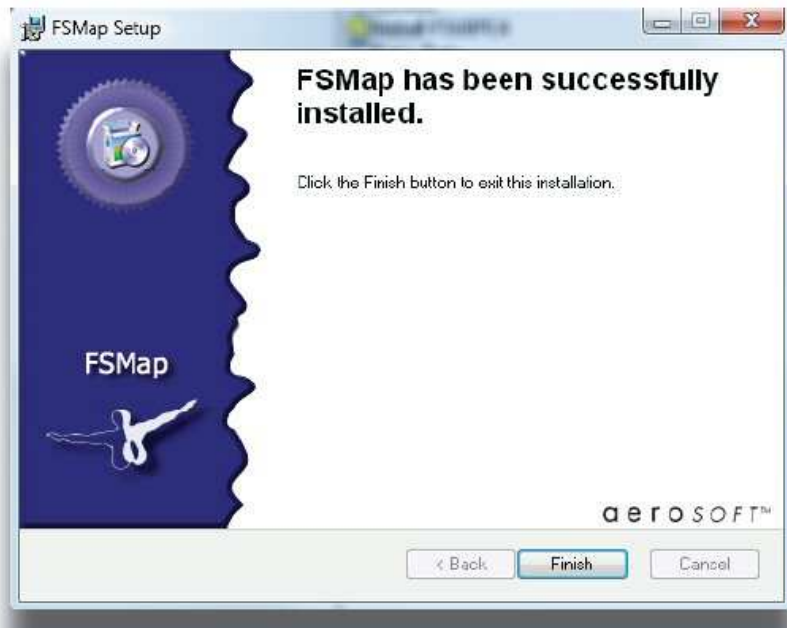 FSMap Setup
FSMap has been successfully
installed.
Click the Finish button to exit this installation.
FSMap
aerosoft™
< Back
Finish
Cancel